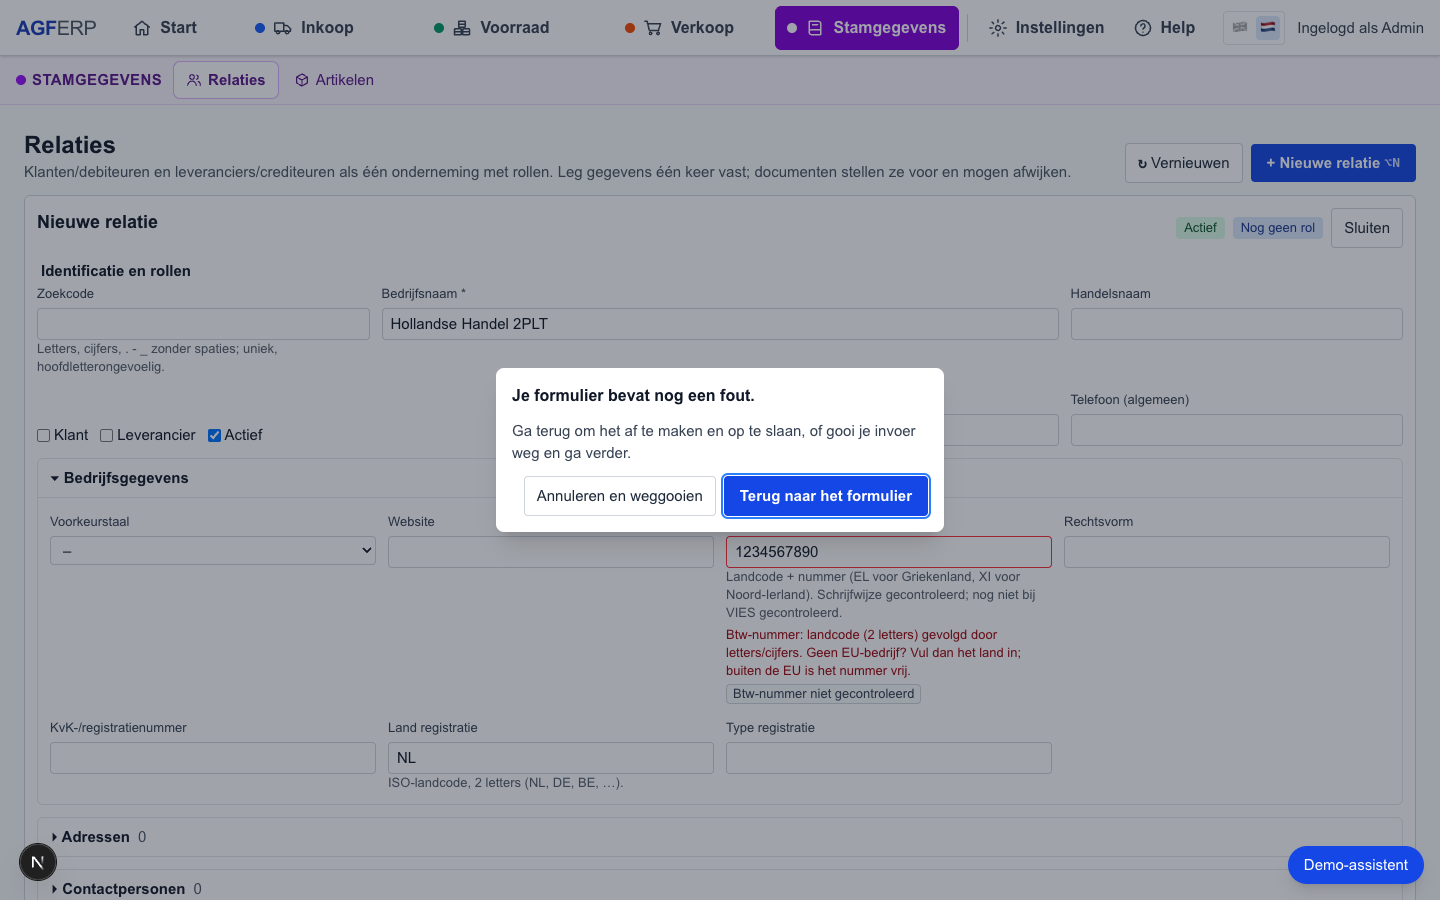 AGFERP
Start
Inkoop
Voorraad
Verkoop
Stamgegevens
Instellingen
Help
Ingelogd als Admin
STAMGEGEVENS
Relaties
Artikelen
Relaties
Klanten/debiteuren en leveranciers/crediteuren als één onderneming met rollen. Leg gegevens één keer vast; documenten stellen ze voor en mogen afwijken.
↻ Vernieuwen
+ Nieuwe relatie ⌥N
Nieuwe relatie
Actief
Nog geen rol
Sluiten
Identificatie en rollen
Zoekcode
Bedrijfsnaam *
Handelsnaam
Hollandse Handel 2PLT
Letters, cijfers, . - _ zonder spaties; uniek,
hoofdletterongevoelig.
Telefoon (algemeen)
Klant
Leverancier
Actief
Je formulier bevat nog een fout.
Ga terug om het af te maken en op te slaan, of gooi je invoer
weg en ga verder.
Annuleren en weggooien
Terug naar het formulier
Bedrijfsgegevens
Voorkeurstaal
Website
Rechtsvorm
–
1234567890
Landcode + nummer (EL voor Griekenland, XI voor
Noord-Ierland). Schrijfwijze gecontroleerd; nog niet bij
VIES gecontroleerd.
Btw-nummer: landcode (2 letters) gevolgd door
letters/cijfers. Geen EU-bedrijf? Vul dan het land in;
buiten de EU is het nummer vrij.
Btw-nummer niet gecontroleerd
KvK-/registratienummer
Land registratie
Type registratie
NL
ISO-landcode, 2 letters (NL, DE, BE, …).
Adressen 0
Contactpersonen 0
N
Demo-assistent